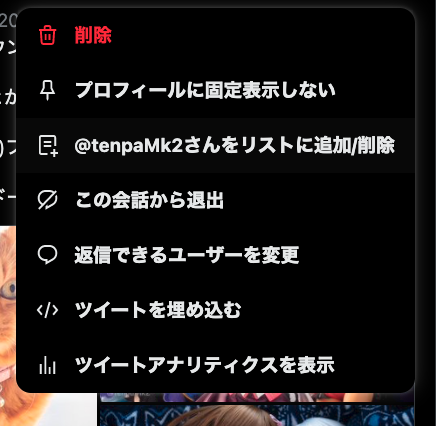 削除
プロフィールに固定表示しない
@tenpaMk2さんをリストに追加/削除
この会話から退出
返信できるユーザーを変更
ツイートを埋め込む
ツイートアナリティクスを表示